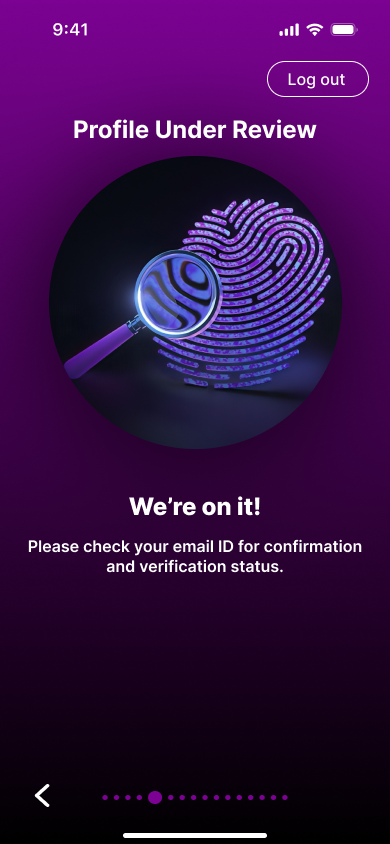 9:41
Log out
Profile Under Review
We’re on it!
Please check your email ID for confirmation
and verification status.